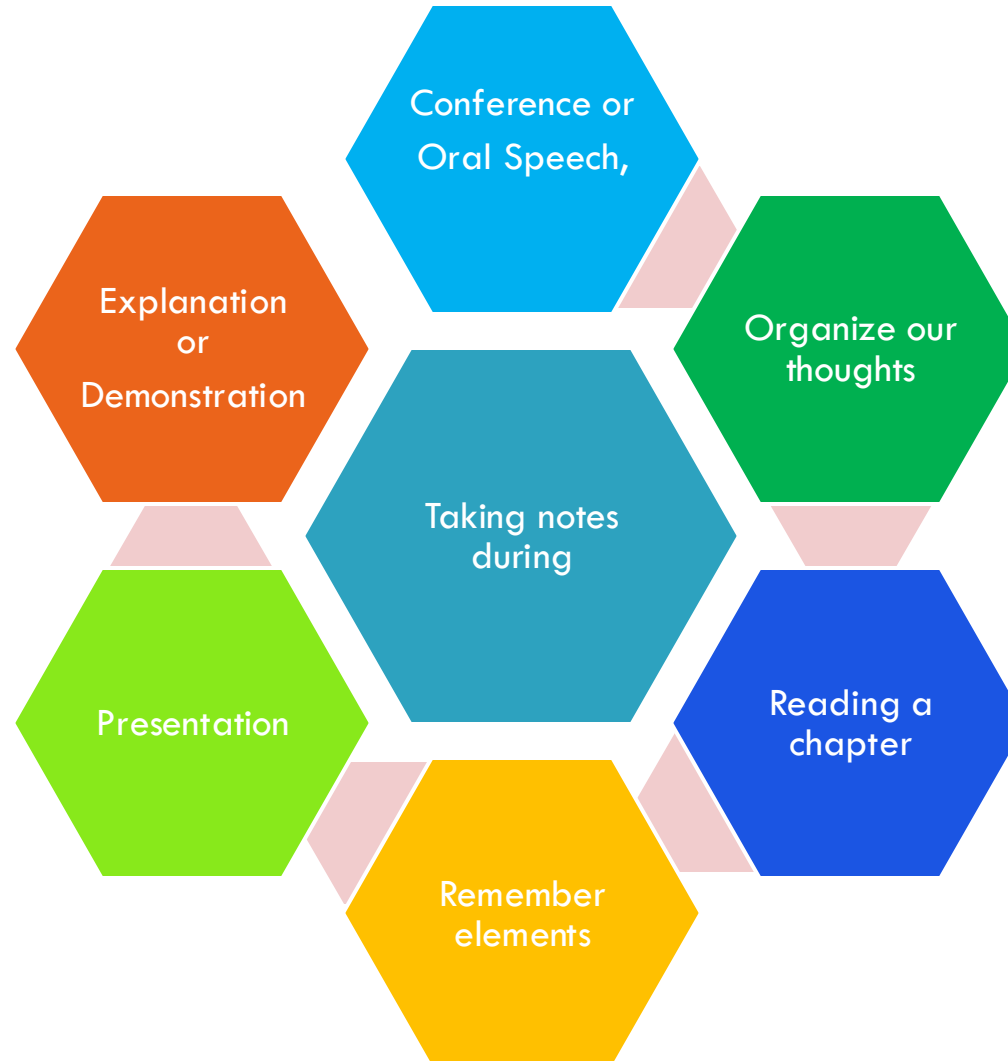 Conference or
Oral Speech,
Organize our
thoughts
Reading a
chapter
Remember
elements
Presentation
Explanation
or
Demonstration
Taking notes
during